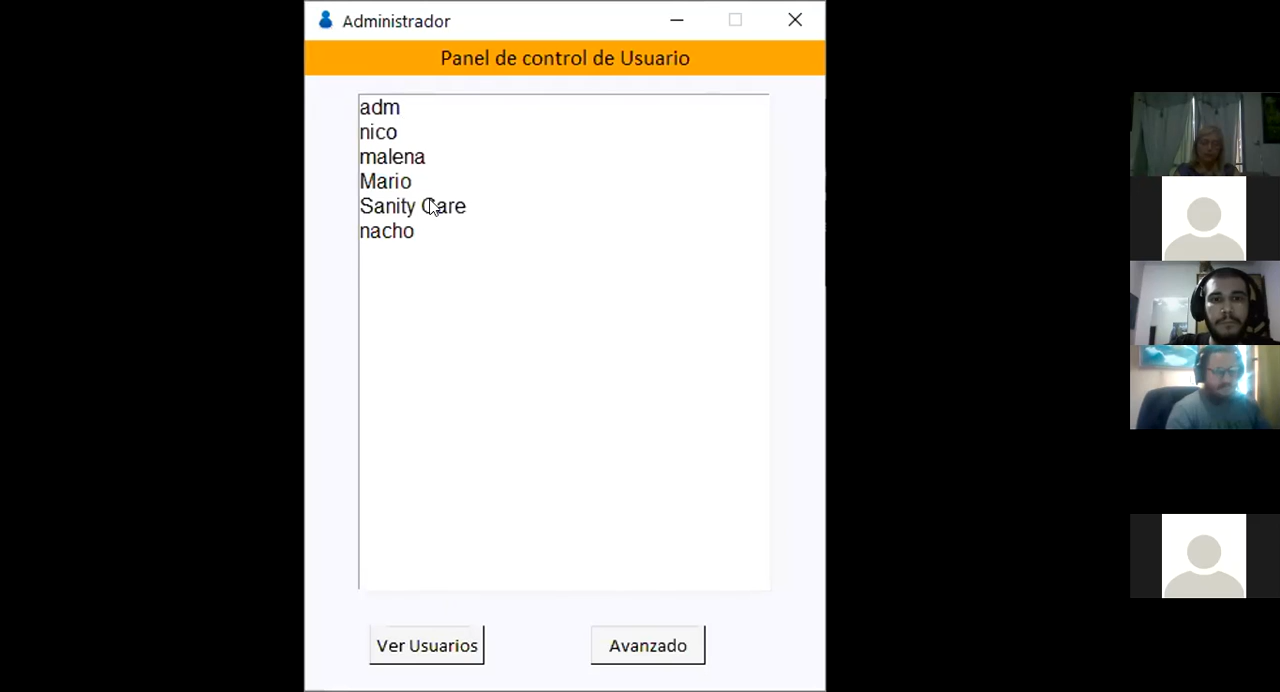 Administrador
Panel de control de Usuario
adm
nico
malena
Mario
Sanity Care
nacho
Ver Usuarios
Avanzado